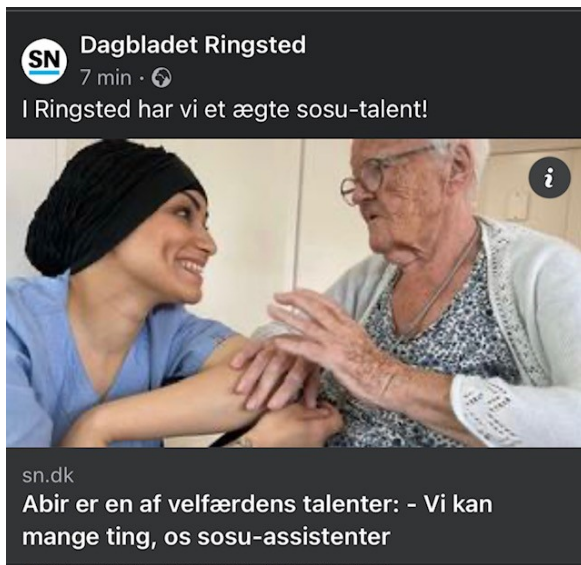 SN
Dagbladet Ringsted
7 min ·
I Ringsted har vi et ægte sosu-talent!
i
sn.dk
Abir er en af velfærdens talenter: - Vi kan
mange ting, os sosu-assistenter